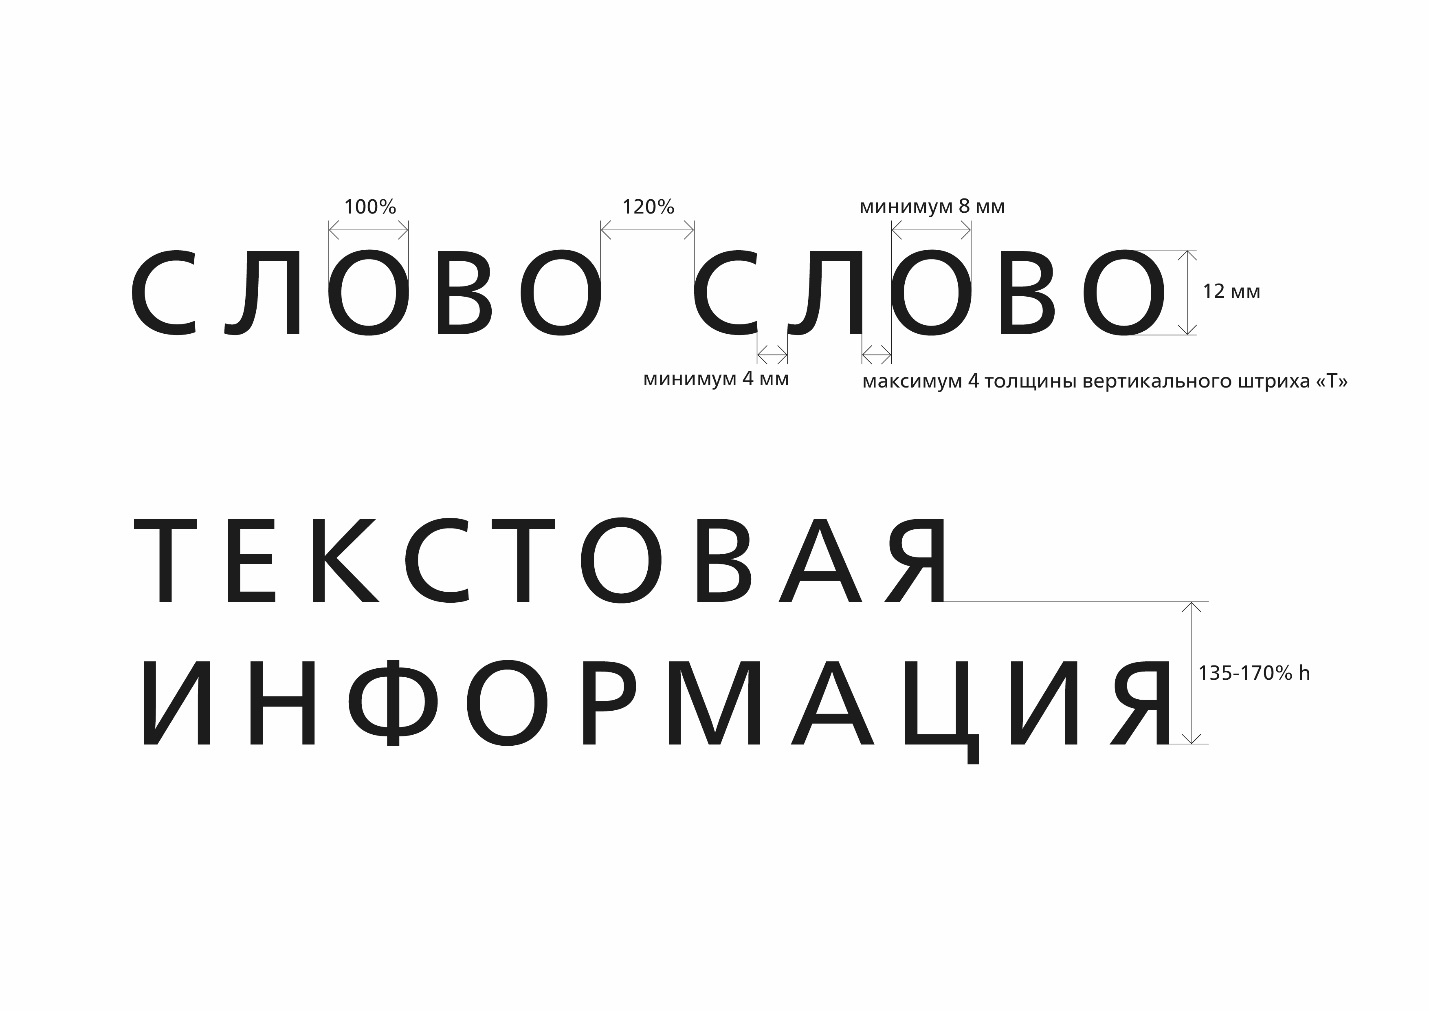 100% 120% минимум 8 мм
СЛОВО СЛОВО
12 мм
минимум 4 мм
максимум 4 толщины вертикального штриха «Т»
ТЕКСТОВАЯ
ИНФОРМАЦИЯ
135-170% h